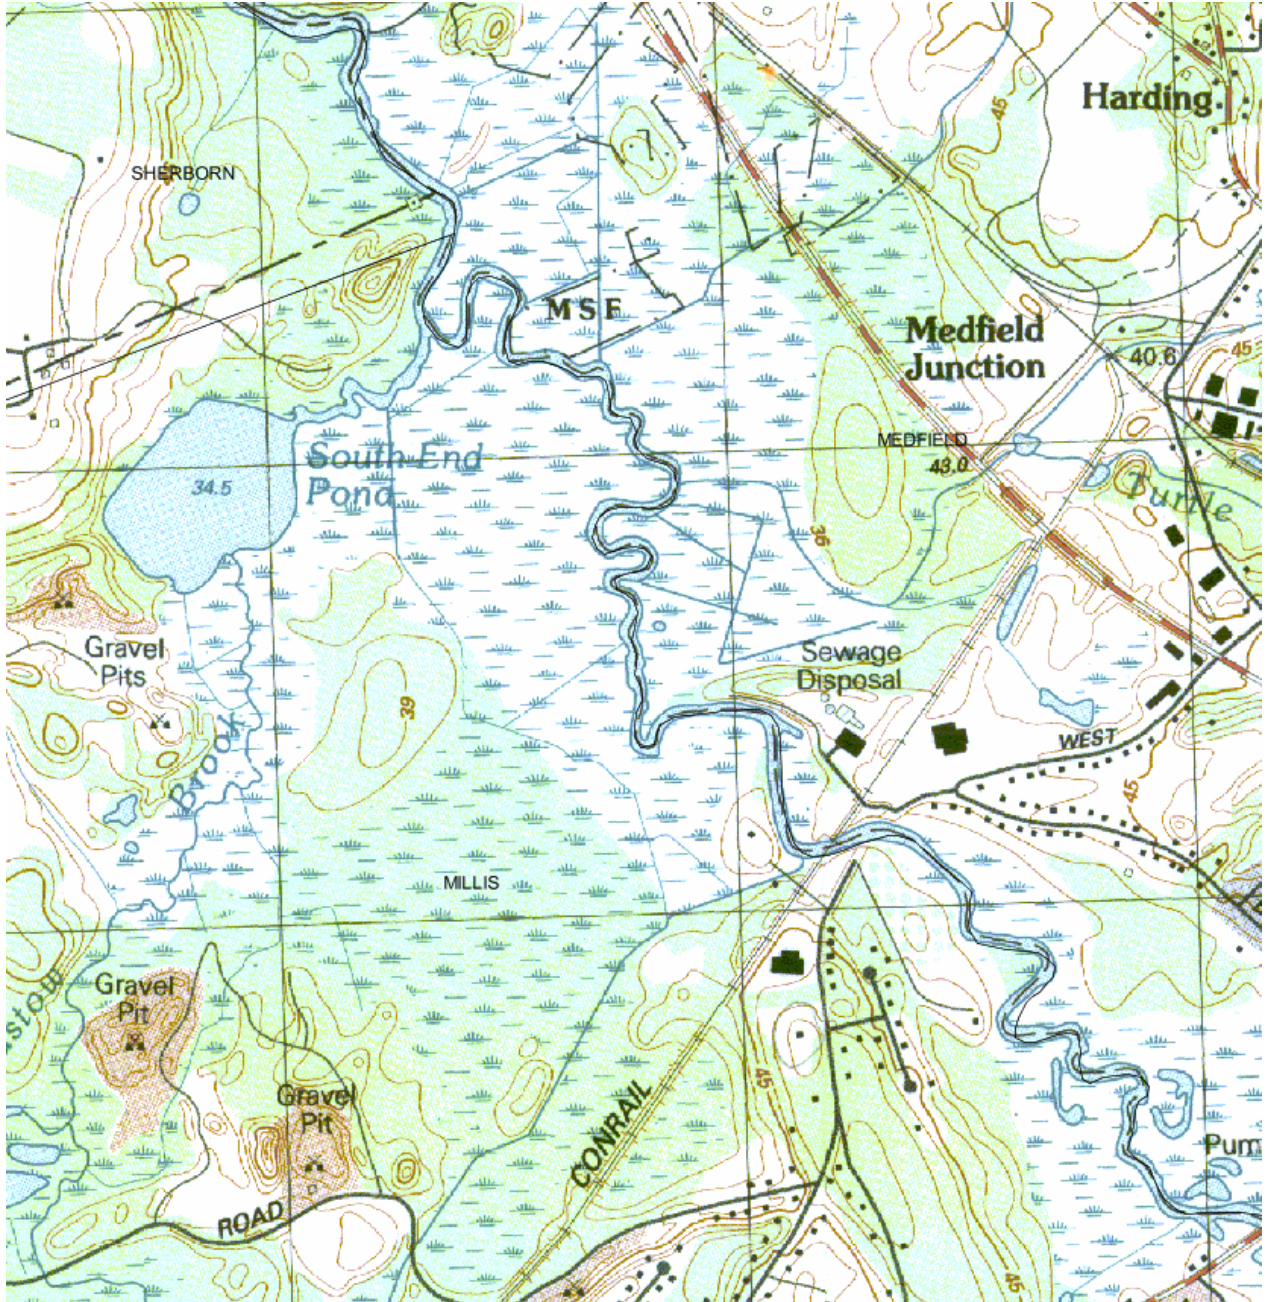 Harding
45
SHERBORN
M S F
Medfield
Junction
40.6
45
MEDFIELD
43.0
South End
Pond
34.5
Turtle
36
Gravel
Pits
Sewage
Disposal
39
Brook
WEST
45
MILLIS
Gravel
Pit
stow
45
Gravel
Pit
CONRAIL
Pum
ROAD
45